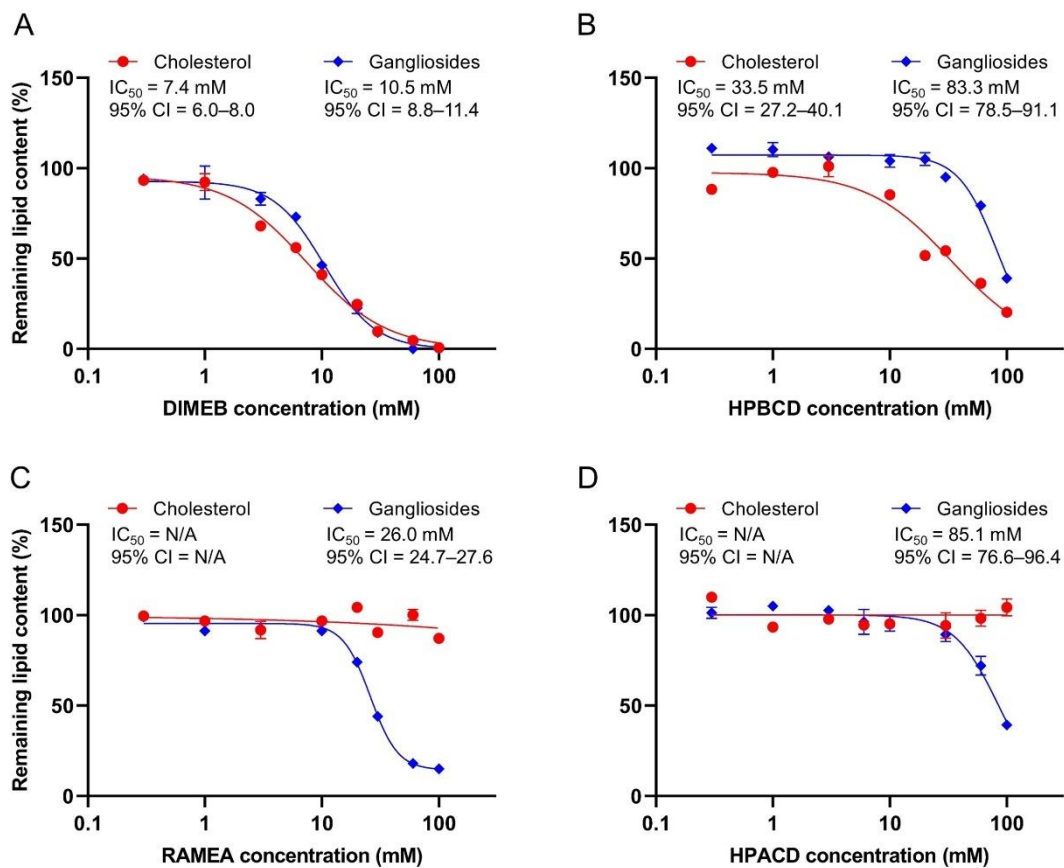 A
Cholesterol
Gangliosides
IC50 = 7.4 mM
IC50 = 10.5 mM
95% CI = 6.0–8.0
95% CI = 8.8–11.4
Remaining lipid content (%)
150
100
50
0
0.1
1
10
100
DIMEB concentration (mM)
B
Cholesterol
Gangliosides
IC50 = 33.5 mM
IC50 = 83.3 mM
95% CI = 27.2–40.1
95% CI = 78.5–91.1
150
100
50
0
0.1
1
10
100
HPBCD concentration (mM)
C
Cholesterol
Gangliosides
IC50 = N/A
IC50 = 26.0 mM
95% CI = N/A
95% CI = 24.7–27.6
Remaining lipid content (%)
150
100
50
0
0.1
1
10
100
RAMEA concentration (mM)
D
Cholesterol
Gangliosides
IC50 = N/A
IC50 = 85.1 mM
95% CI = N/A
95% CI = 76.6–96.4
150
100
50
0
0.1
1
10
100
HPACD concentration (mM)